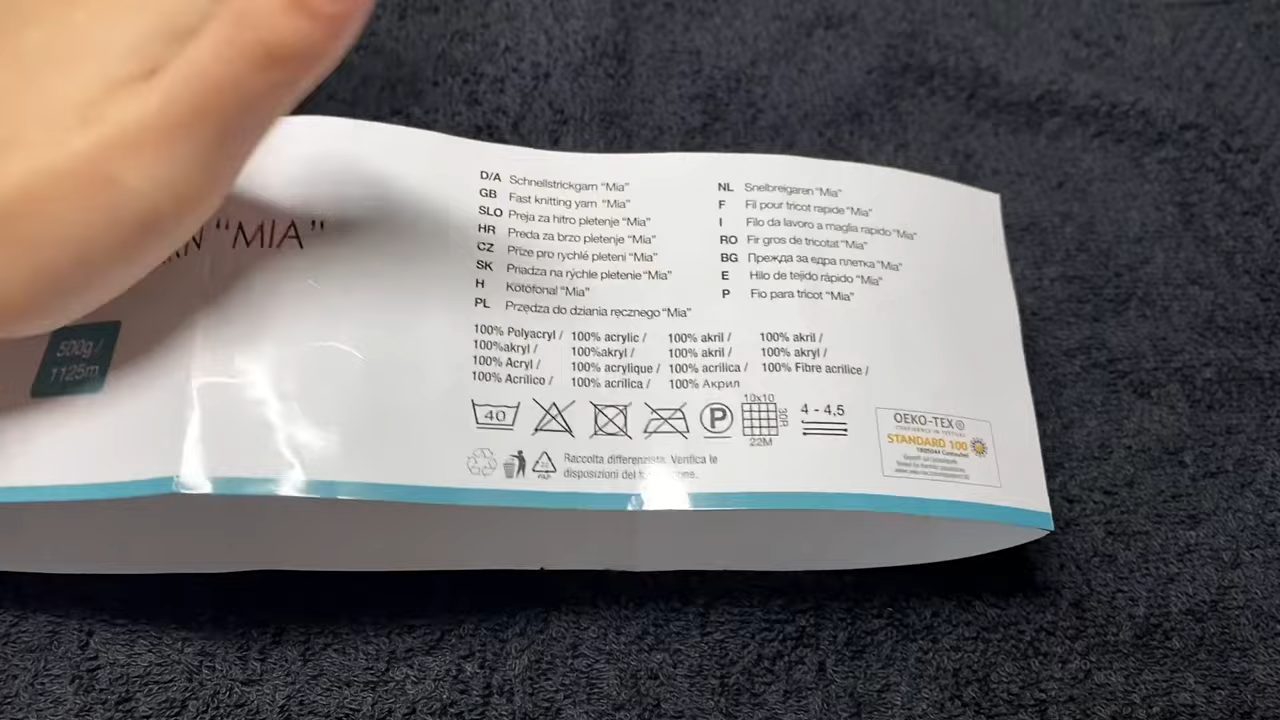 "MIA"
500g /
1125m
D/A Schnellstrickgarn "Mia"
GB Fast knitting yarn "Mia"
SLO Preja za hitro pletenje "Mia"
HR Preda za brzo pletenje "Mia"
CZ Příze pro rychlé pletení "Mia"
SK Priadza na rýchle pletenie "Mia"
H Kötőfonal "Mia"
PL Przędza do dziania ręcznego "Mia"
NL Snelbreigaren "Mia"
F Fil pour tricot rapide "Mia"
I Filo da lavoro a maglia rapido "Mia"
RO Fir gros de tricotat "Mia"
BG Прежда за едра плетка "Mia"
E Hilo de tejido rápido "Mia"
P Fio para tricot "Mia"
100% Polyacryl / 100% acrylic / 100% akril / 100% akril /
100%akryl / 100%akryl / 100% akril / 100% akryl /
100% Acryl / 100% acrylique / 100% acrilica / 100% Fibre acrilice /
100% Acrílico / 100% acrílica / 100% Акрил
40
P
10x10
30R
22M
4 - 4,5
PAP
Raccolta differenziata. Verifica le
disposizioni del
OEKO-TEX®
CONFIDENCE IN TEXTILES
STANDARD 100